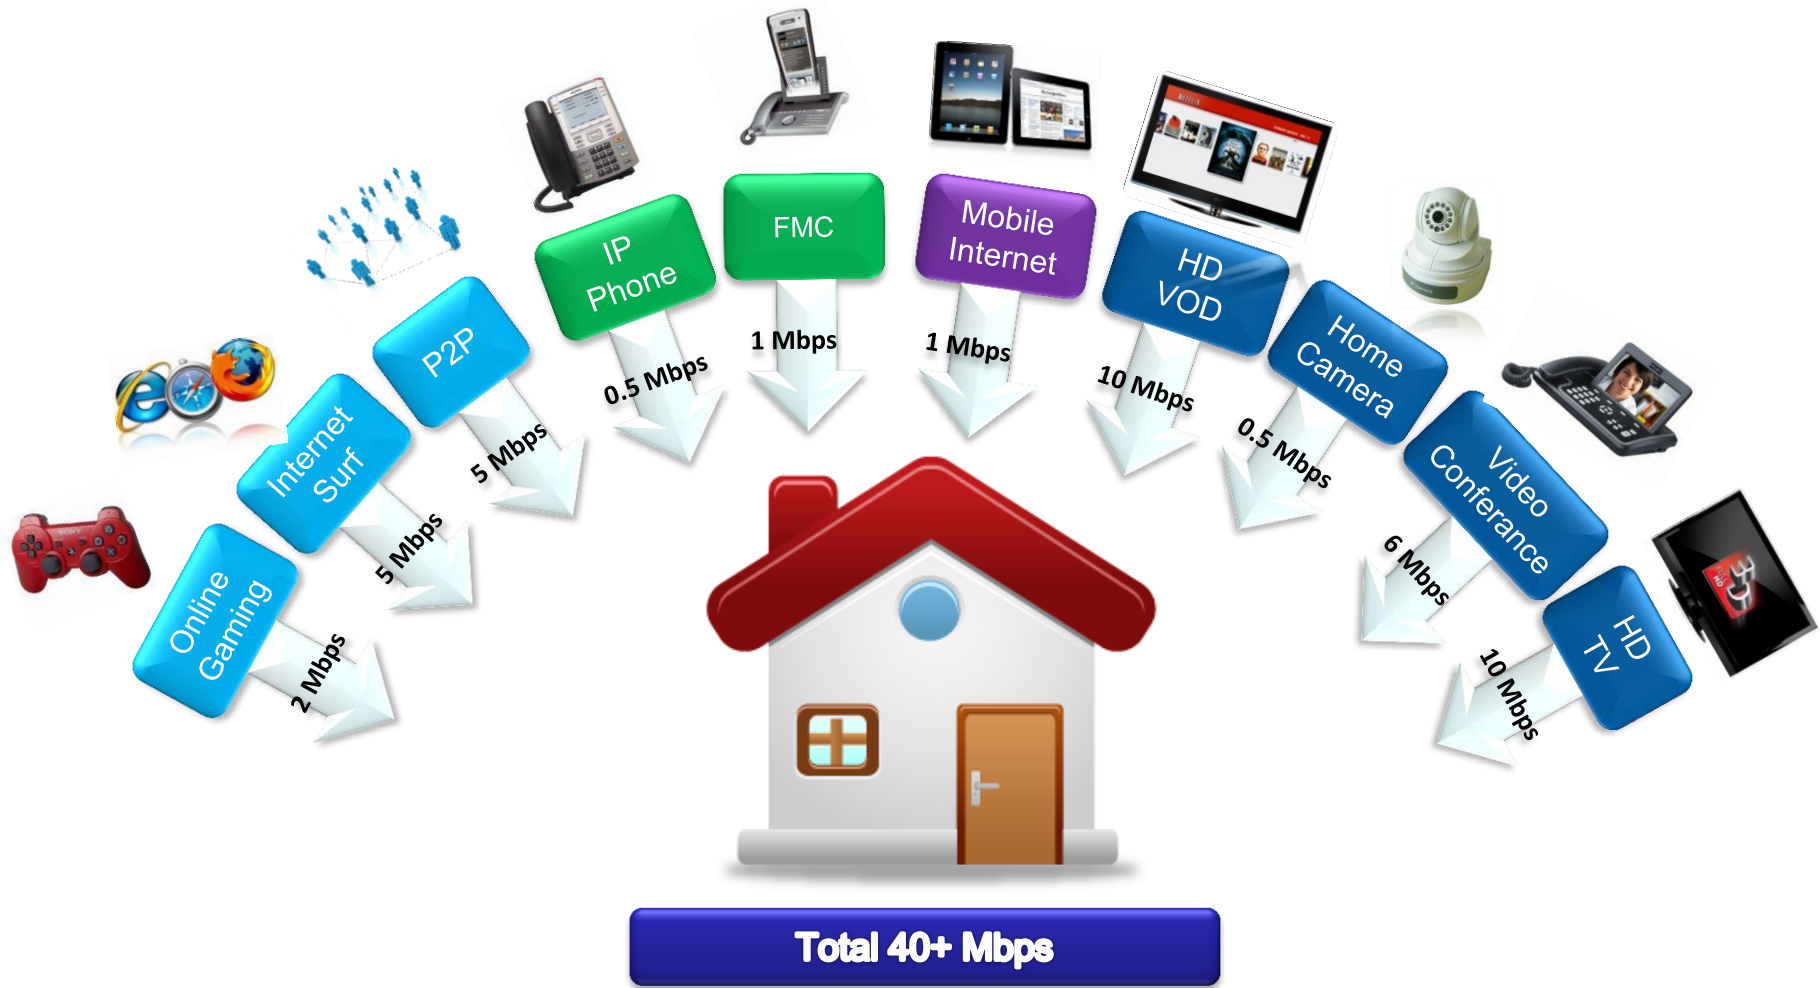 Online
Gaming
2 Mbps
Internet
Surf
5 Mbps
P2P
5 Mbps
IP
Phone
0.5 Mbps
FMC
1 Mbps
Mobile
Internet
1 Mbps
HD
VOD
10 Mbps
Home
Camera
0.5 Mbps
Video
Conferance
6 Mbps
HD
TV
10 Mbps
SONY
NETFLIX
Total 40+ Mbps